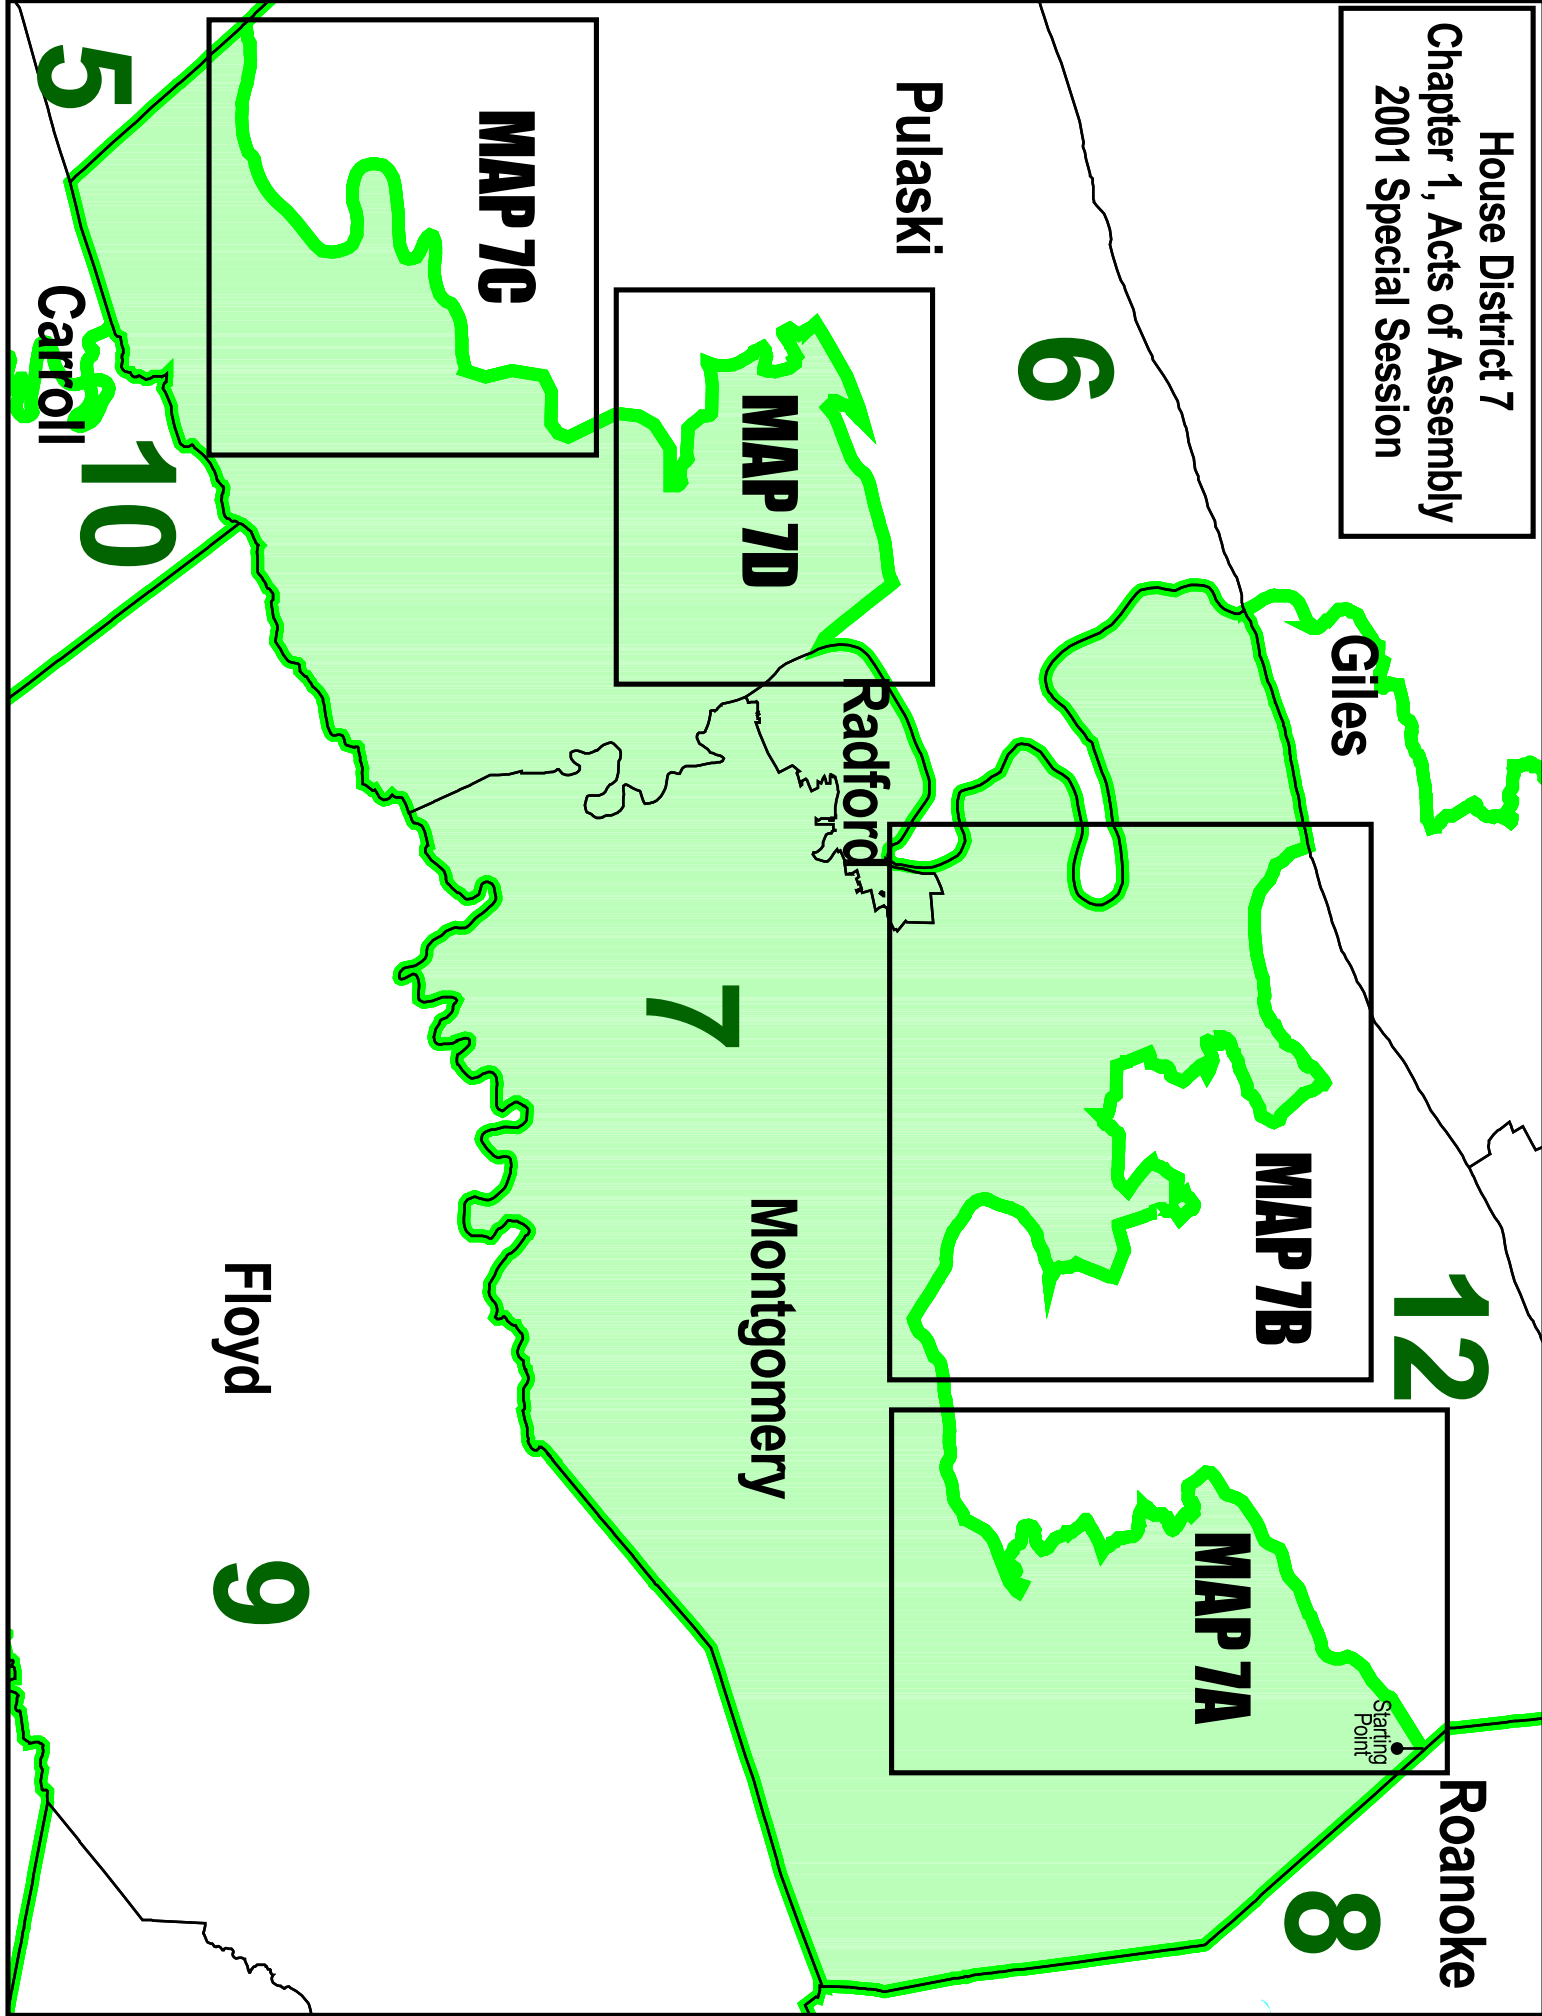 House District 7
Chapter 1, Acts of Assembly
2001 Special Session
Giles
12
Roanoke
8
6
MAP 7B
MAP 7A
Starting
Point
Pulaski
Radford
MAP 7D
Montgomery
7
MAP 7C
5
Carroll
10
Floyd
9